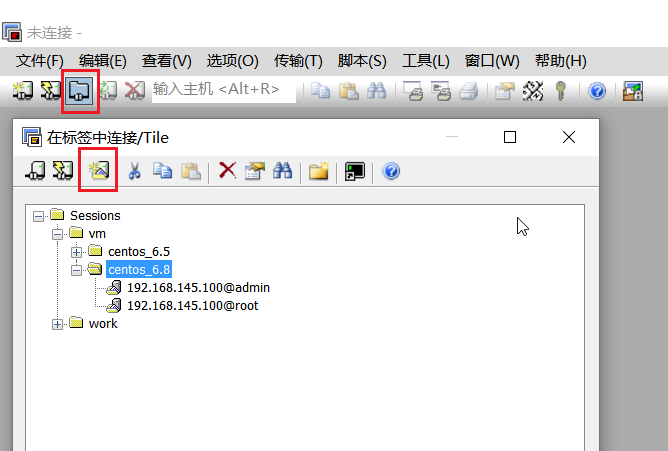 未连接 -
文件(F) 编辑(E) 查看(V) 选项(O) 传输(T) 脚本(S) 工具(L) 窗口(W) 帮助(H)
输入主机 <Alt+R>
在标签中连接/Tile
Sessions
vm
centos_6.5
centos_6.8
192.168.145.100@admin
192.168.145.100@root
work